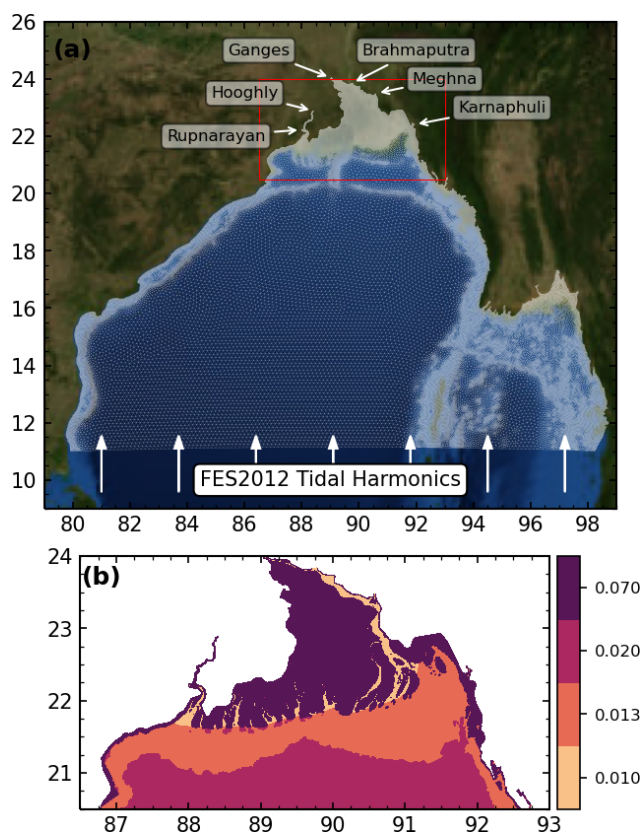 26
24
22
20
18
16
14
12
10
(a)
Ganges
Brahmaputra
Meghna
Hooghly
Karnaphuli
Rupnarayan
FES2012 Tidal Harmonics
80 82 84 86 88 90 92 94 96 98
24
23
22
21
(b)
0.070
0.020
0.013
0.010
87 88 89 90 91 92 93